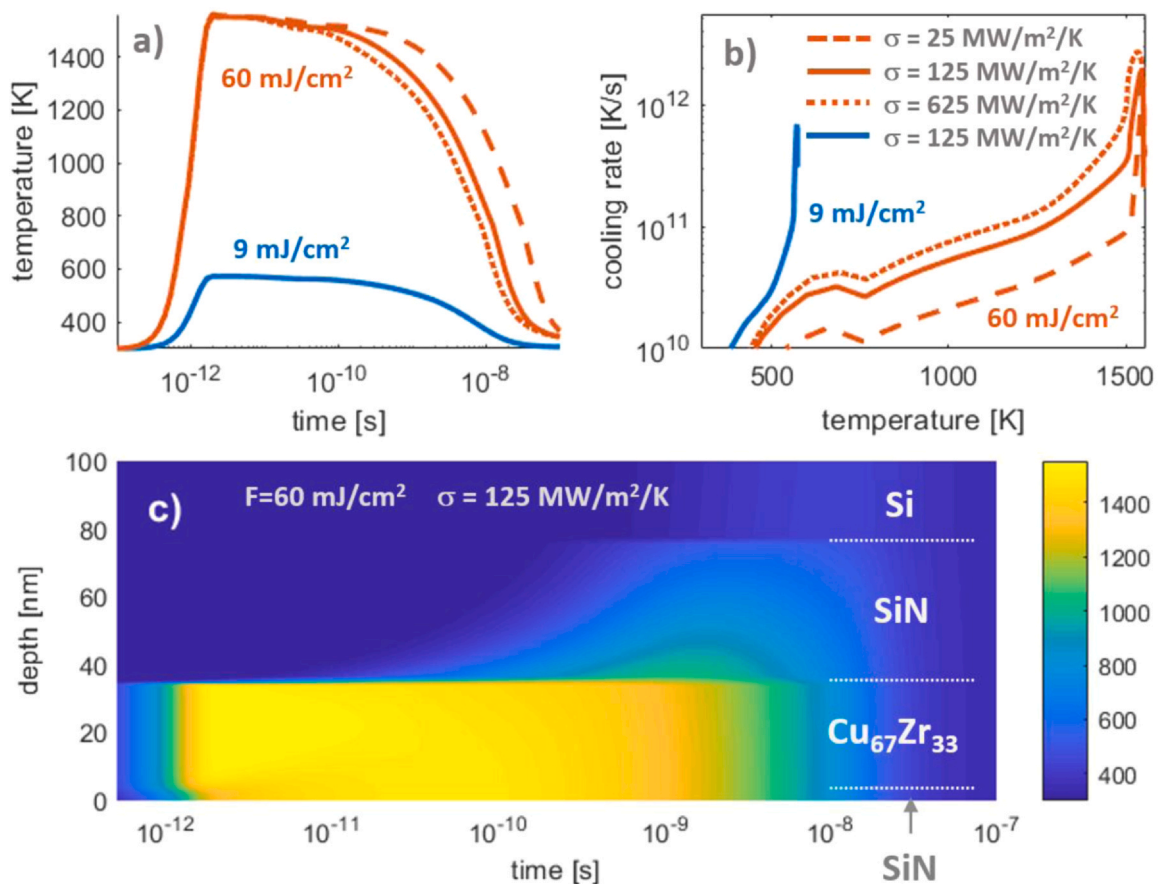 a)
1400
1200
1000
800
600
400
temperature [K]
60 mJ/cm²
9 mJ/cm²
10⁻¹² 10⁻¹⁰ 10⁻⁸
time [s]
b)
σ = 25 MW/m²/K
σ = 125 MW/m²/K
σ = 625 MW/m²/K
σ = 125 MW/m²/K
10¹²
10¹¹
10¹⁰
cooling rate [K/s]
9 mJ/cm²
60 mJ/cm²
500 1000 1500
temperature [K]
c)
F=60 mJ/cm² σ = 125 MW/m²/K
100
80
60
40
20
0
depth [nm]
Si
SiN
Cu₆₇Zr₃₃
10⁻¹² 10⁻¹¹ 10⁻¹⁰ 10⁻⁹ 10⁻⁸ 10⁻⁷
time [s]
SiN
1400
1200
1000
800
600
400